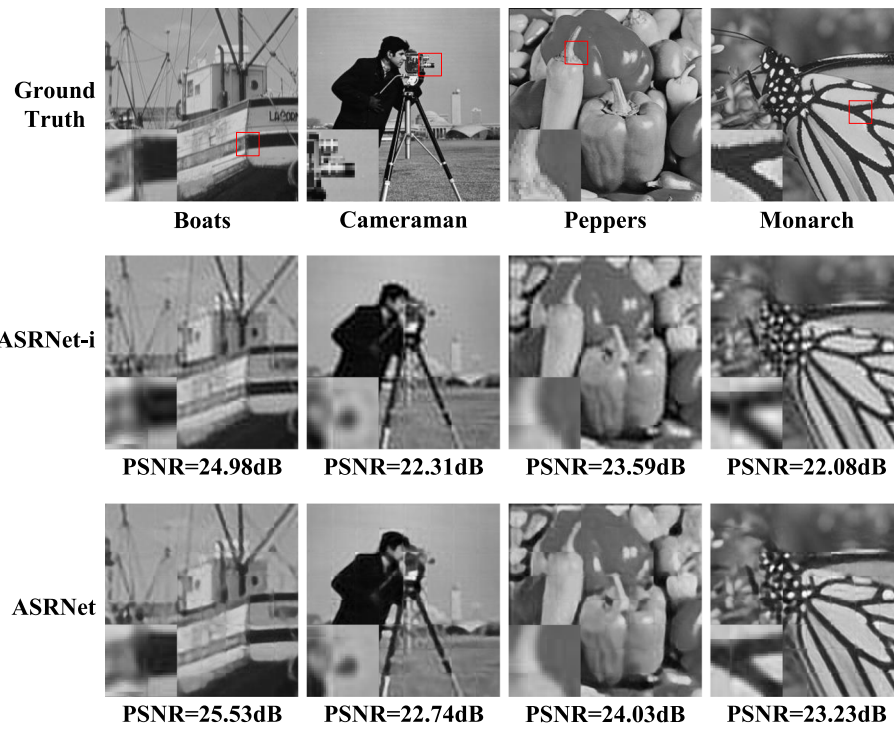 Ground
Truth
Boats
Cameraman
Peppers
Monarch
ASRNet-i
PSNR=24.98dB
PSNR=22.31dB
PSNR=23.59dB
PSNR=22.08dB
ASRNet
PSNR=25.53dB
PSNR=22.74dB
PSNR=24.03dB
PSNR=23.23dB